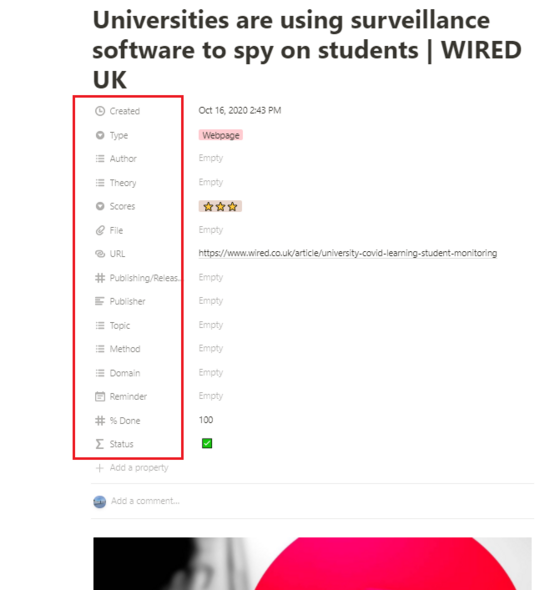 Universities are using surveillance
software to spy on students | WIRED
UK
Created Oct 16, 2020 2:43 PM
Type Webpage
Author Empty
Theory Empty
Scores ⭐⭐⭐
File Empty
URL https://www.wired.co.uk/article/university-covid-learning-student-monitoring
Publishing/Releas... Empty
Publisher Empty
Topic Empty
Method Empty
Domain Empty
Reminder Empty
% Done 100
Status ✅
Add a property
Add a comment...